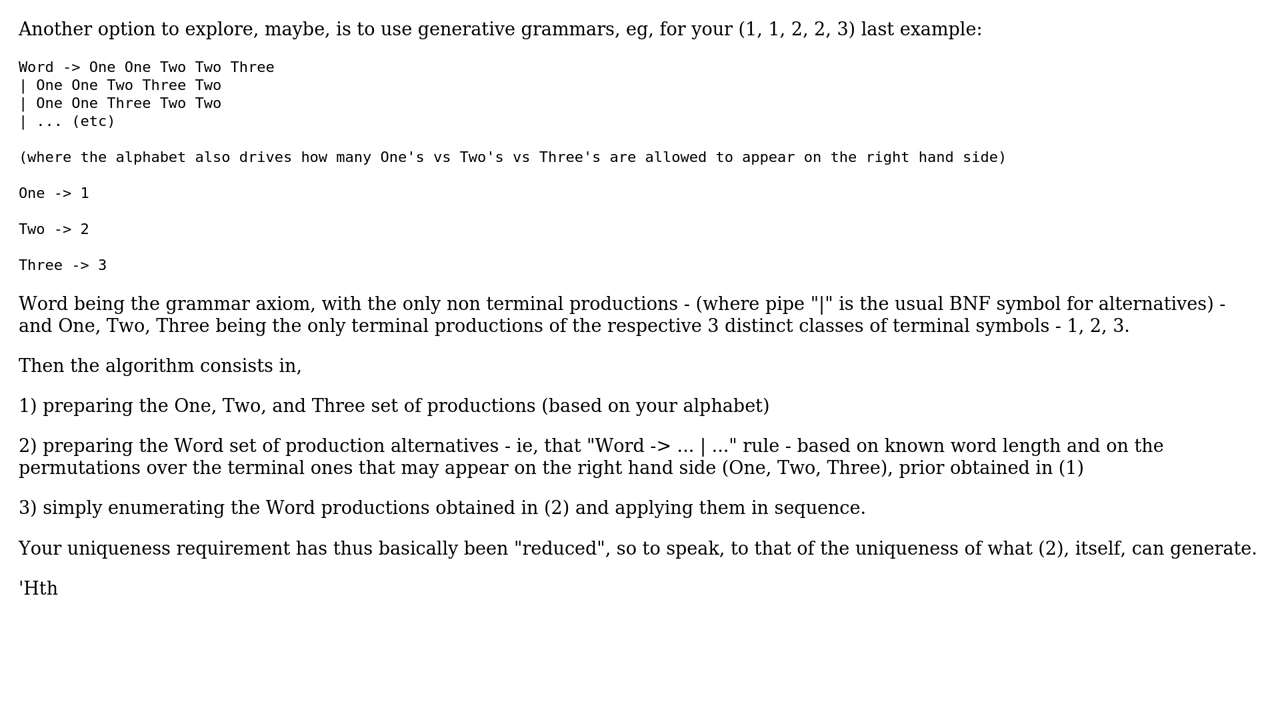 Another option to explore, maybe, is to use generative grammars, eg, for your (1, 1, 2, 2, 3) last example:
Word -> One One Two Two Three
| One One Two Three Two
| One One Three Two Two
| ... (etc)
(where the alphabet also drives how many One's vs Two's vs Three's are allowed to appear on the right hand side)
One -> 1
Two -> 2
Three -> 3
Word being the grammar axiom, with the only non terminal productions - (where pipe "|" is the usual BNF symbol for alternatives) -
and One, Two, Three being the only terminal productions of the respective 3 distinct classes of terminal symbols - 1, 2, 3.
Then the algorithm consists in,
1) preparing the One, Two, and Three set of productions (based on your alphabet)
2) preparing the Word set of production alternatives - ie, that "Word -> ... | ..." rule - based on known word length and on the
permutations over the terminal ones that may appear on the right hand side (One, Two, Three), prior obtained in (1)
3) simply enumerating the Word productions obtained in (2) and applying them in sequence.
Your uniqueness requirement has thus basically been "reduced", so to speak, to that of the uniqueness of what (2), itself, can generate.
'Hth